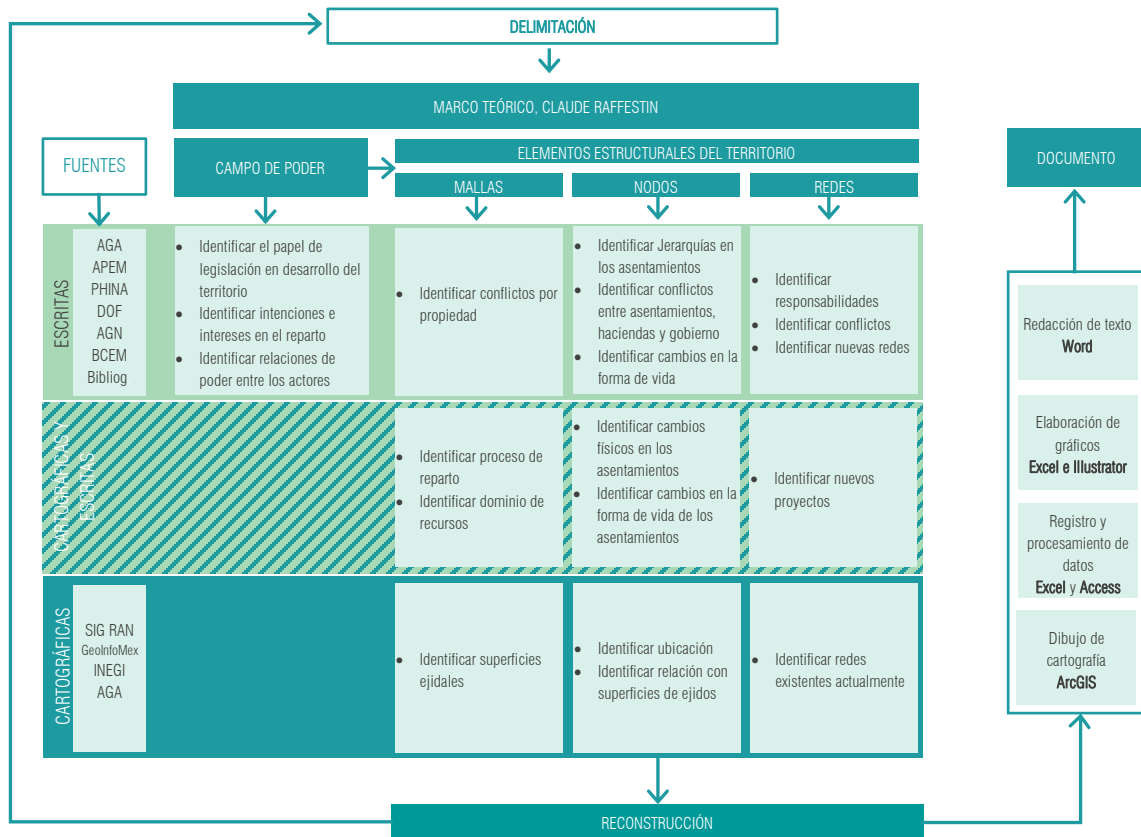 DELIMITACIÓN
MARCO TEÓRICO, CLAUDE RAFFESTIN
FUENTES
CAMPO DE PODER
ELEMENTOS ESTRUCTURALES DEL TERRITORIO
MALLAS
NODOS
REDES
ESCRITAS
AGA
APEM
PHINA
DOF
AGN
BCEM
Bibliog
• Identificar el papel de
legislación en desarrollo del
territorio
• Identificar intenciones e
intereses en el reparto
• Identificar relaciones de
poder entre los actores
• Identificar conflictos por
propiedad
• Identificar Jerarquías en
los asentamientos
• Identificar conflictos
entre asentamientos,
haciendas y gobierno
• Identificar cambios en la
forma de vida
• Identificar
responsabilidades
• Identificar conflictos
• Identificar nuevas redes
CARTOGRÁFICAS Y
ESCRITAS
• Identificar proceso de
reparto
• Identificar dominio de
recursos
• Identificar cambios
físicos en los
asentamientos
• Identificar cambios en la
forma de vida de los
asentamientos
• Identificar nuevos
proyectos
CARTOGRÁFICAS
SIG RAN
GeoInfoMex
INEGI
AGA
• Identificar superficies
ejidales
• Identificar ubicación
• Identificar relación con
superficies de ejidos
• Identificar redes
existentes actualmente
RECONSTRUCCIÓN
DOCUMENTO
Redacción de texto
Word
Elaboración de
gráficos
Excel e Illustrator
Registro y
procesamiento de
datos
Excel y Access
Dibujo de
cartografía
ArcGIS